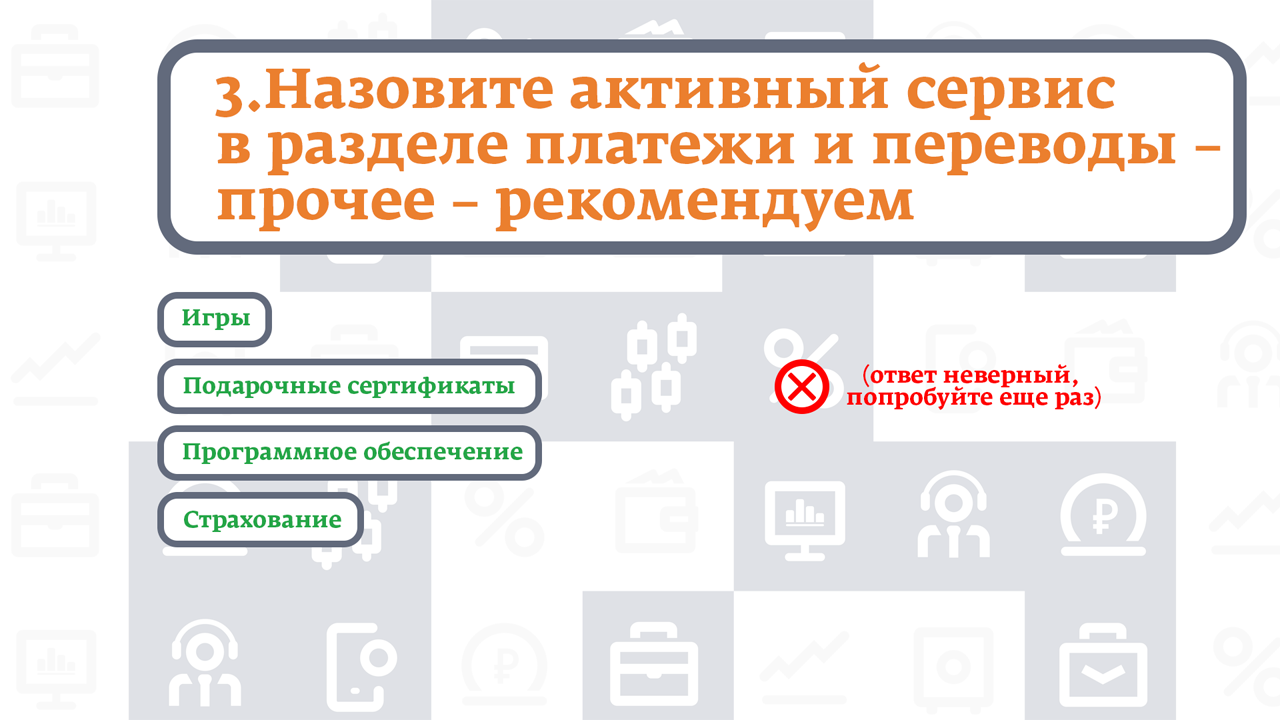 3.Назовите активный сервис
в разделе платежи и переводы –
прочее – рекомендуем
Игры
Подарочные сертификаты
(ответ неверный,
попробуйте еще раз)
Программное обеспечение
Страхование